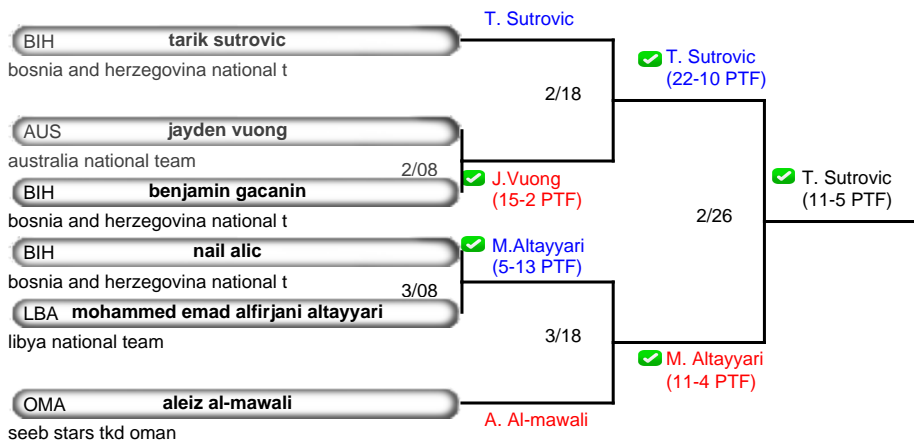 T. Sutrovic
BIH tarik sutrovic
bosnia and herzegovina national t
T. Sutrovic
(22-10 PTF)
2/18
AUS jayden vuong
australia national team
2/08
J.Vuong
(15-2 PTF)
BIH benjamin gacanin
bosnia and herzegovina national t
T. Sutrovic
(11-5 PTF)
2/26
BIH nail alic
bosnia and herzegovina national t
M.Altayyari
(5-13 PTF)
3/08
LBA mohammed emad alfirjani altayyari
libya national team
3/18
M. Altayyari
(11-4 PTF)
OMA aleiz al-mawali
seeb stars tkd oman
A. Al-mawali